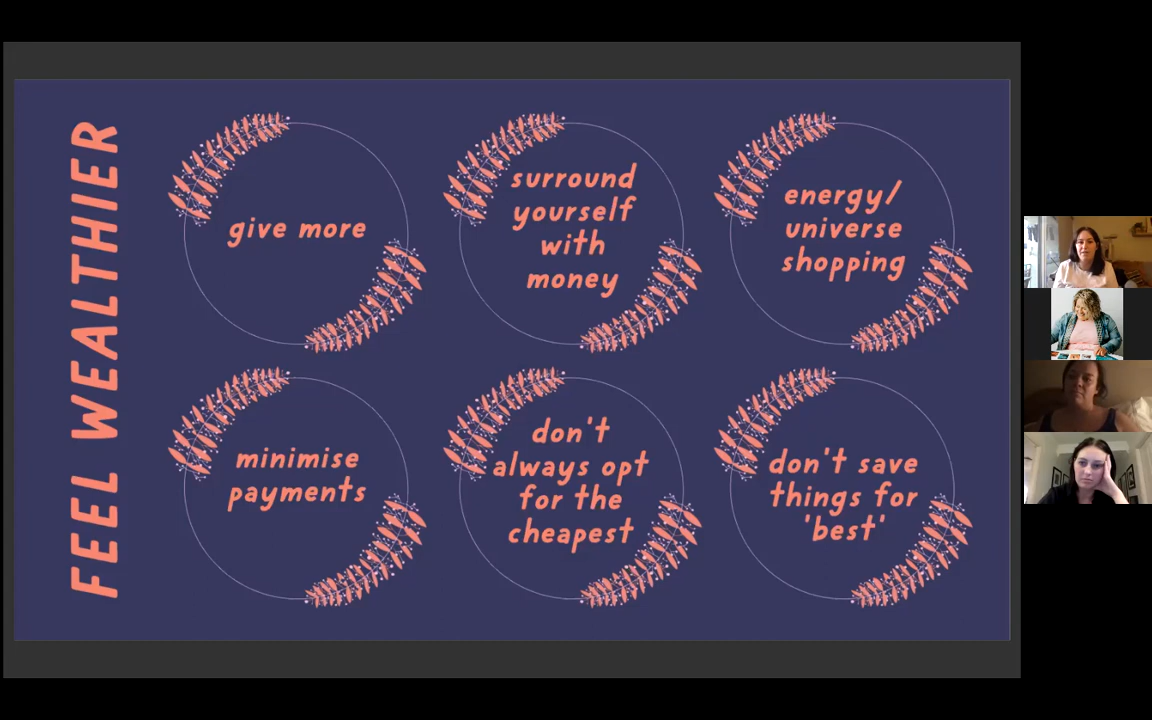 FEEL WEALTHIER
give more
surround
yourself
with
money
energy/
universe
shopping
minimise
payments
don't
always opt
for the
cheapest
don't save
things for
'best'